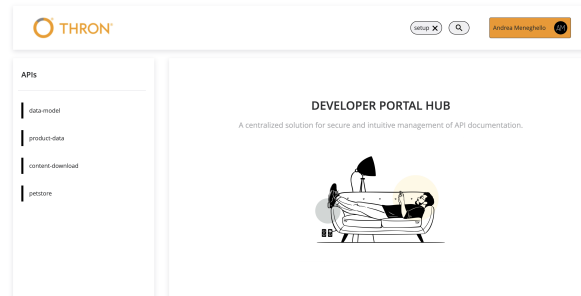 THRON
setup
Andrea Meneghello
AM
APIs
data-model
product-data
content-download
petstore
DEVELOPER PORTAL HUB
A centralized solution for secure and intuitive management of API documentation.